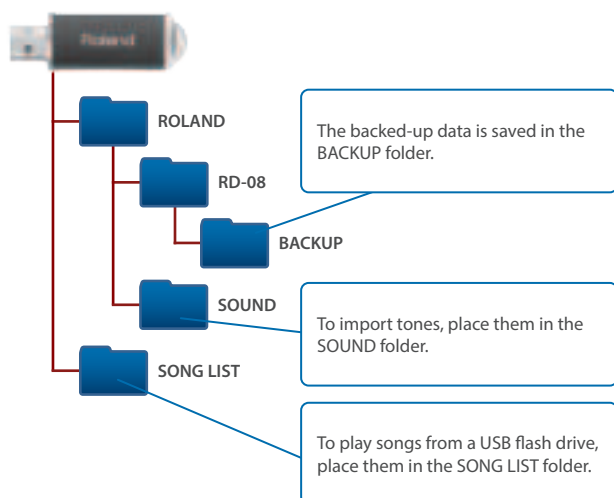 Roland
ROLAND
The backed-up data is saved in the
BACKUP folder.
RD-08
BACKUP
SOUND
To import tones, place them in the
SOUND folder.
SONG LIST
To play songs from a USB flash drive,
place them in the SONG LIST folder.